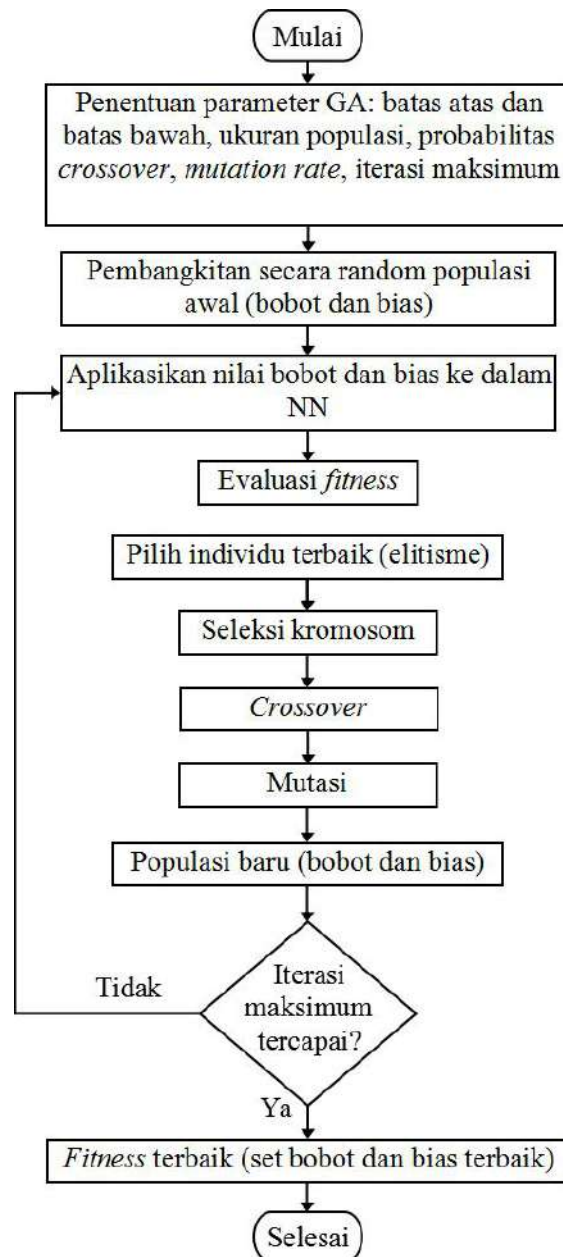 Mulai
Penentuan parameter GA: batas atas dan
batas bawah, ukuran populasi, probabilitas
crossover, mutation rate, iterasi maksimum
Pembangkitan secara random populasi
awal (bobot dan bias)
Aplikasikan nilai bobot dan bias ke dalam
NN
Evaluasi fitness
Pilih individu terbaik (elitisme)
Seleksi kromosom
Crossover
Mutasi
Populasi baru (bobot dan bias)
Tidak
Iterasi
maksimum
tercapai?
Ya
Fitness terbaik (set bobot dan bias terbaik)
Selesai